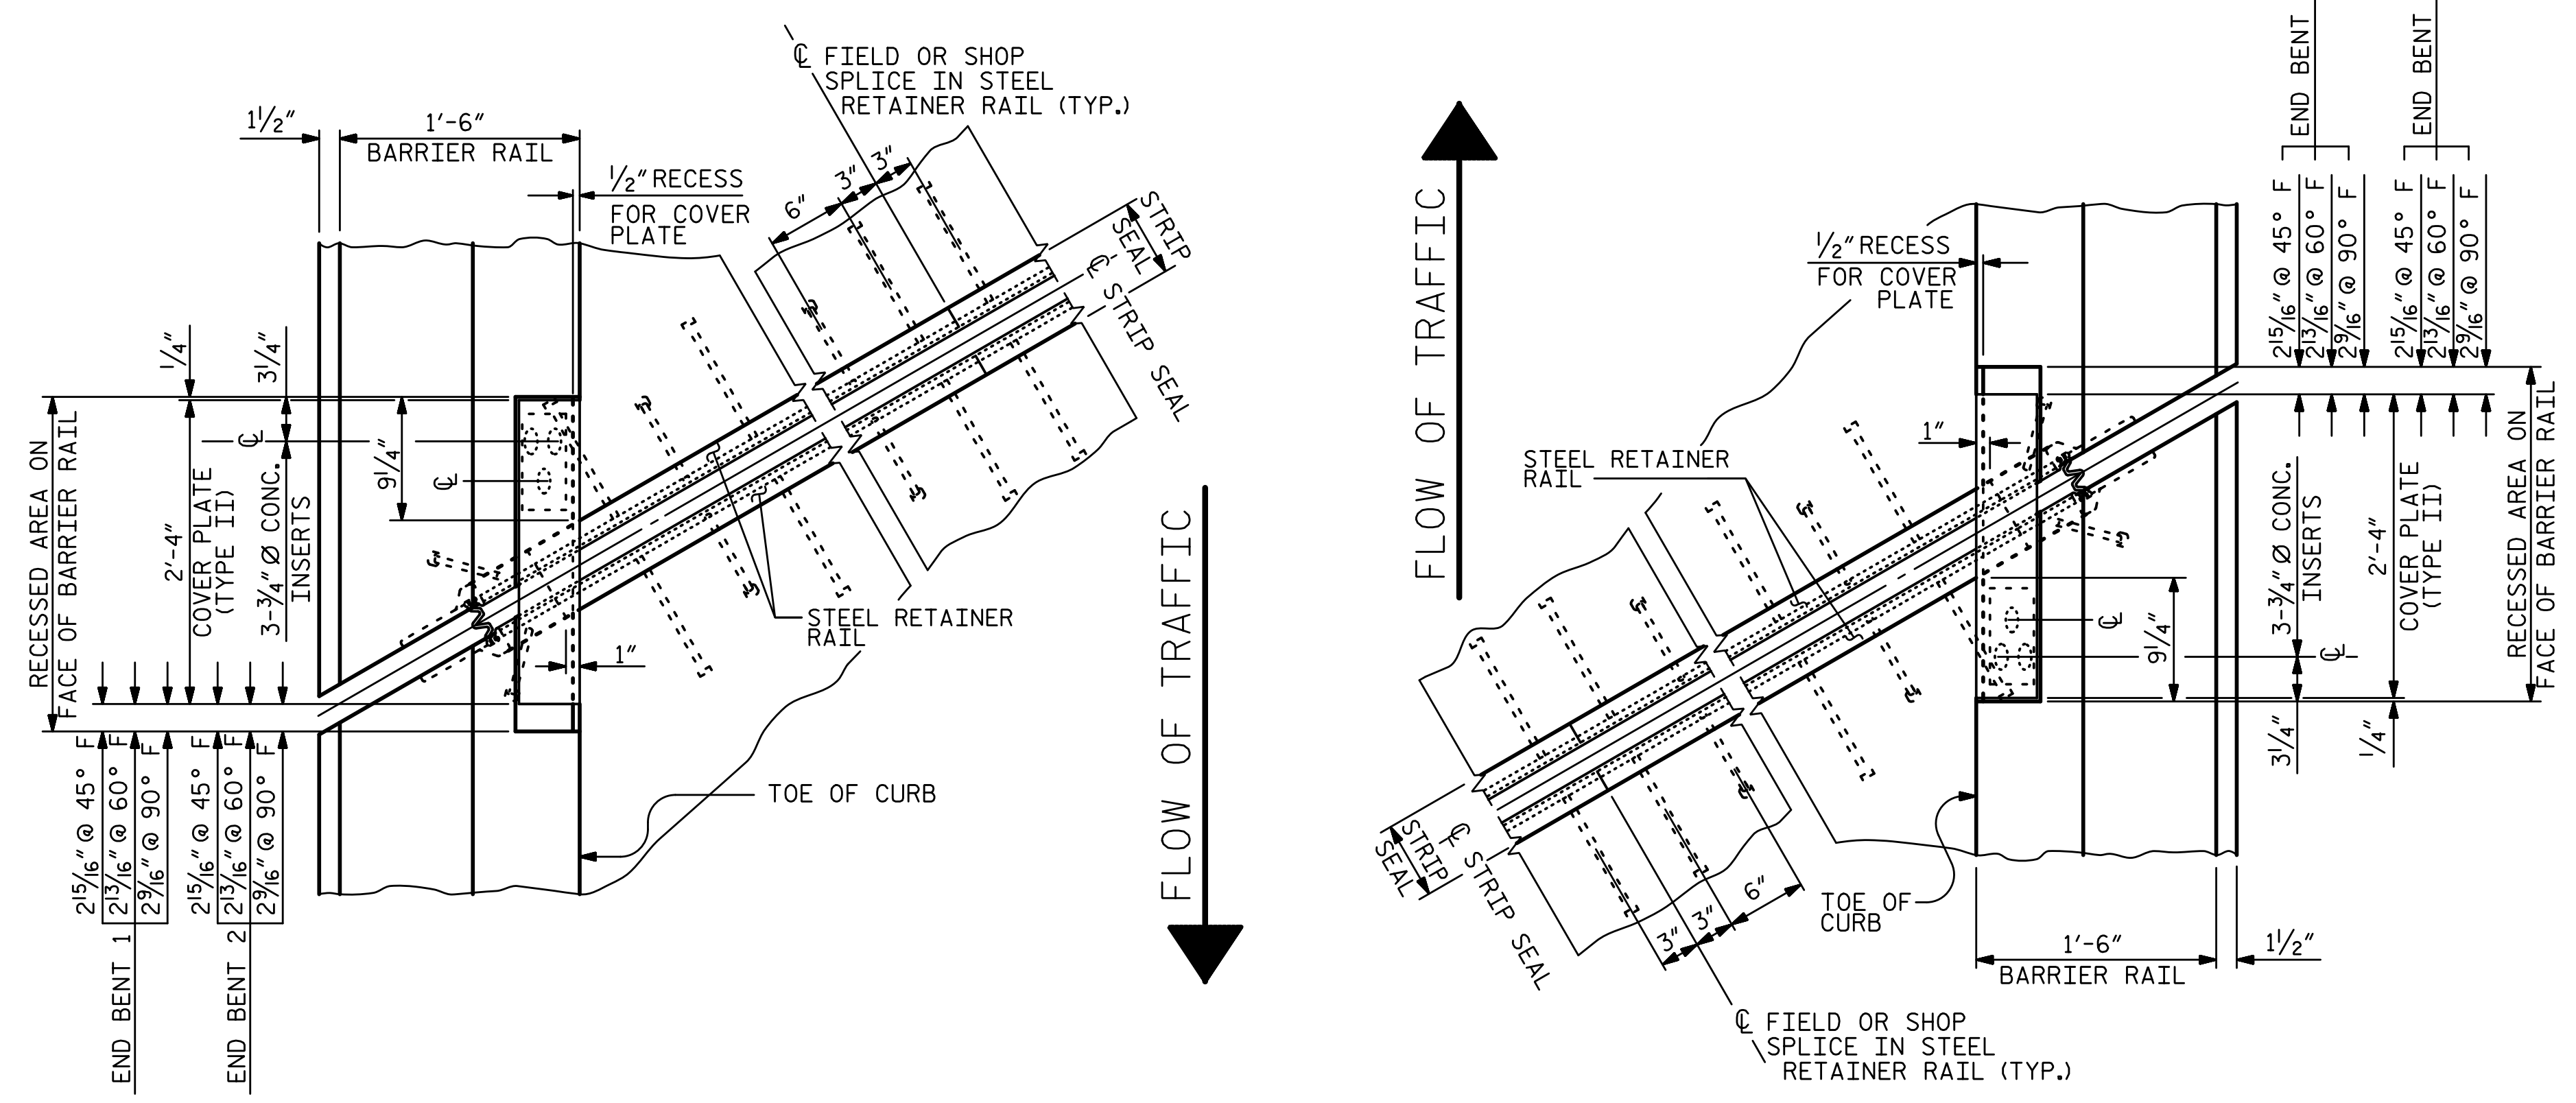 ℄ FIELD OR SHOP
SPLICE IN STEEL
RETAINER RAIL (TYP.)
1½"
1'-6"
BARRIER RAIL
½" RECESS
FOR COVER
PLATE
6"
3"
3"
STRIP
SEAL
℄ STRIP SEAL
¼"
3¼"
9¼"
℄
℄
RECESSED AREA ON
FACE OF BARRIER RAIL
2'-4"
COVER PLATE
(TYPE II)
3-¾" Ø CONC.
INSERTS
1"
STEEL RETAINER
RAIL
TOE OF CURB
2 15/16" @ 45° F
2 13/16" @ 60° F
2 9/16" @ 90° F
2 15/16" @ 45° F
2 13/16" @ 60° F
2 9/16" @ 90° F
END BENT 1
END BENT 2
FLOW OF TRAFFIC
FLOW OF TRAFFIC
END BENT
END BENT
2 15/16" @ 45° F
2 13/16" @ 60° F
2 9/16" @ 90° F
2 15/16" @ 45° F
2 13/16" @ 60° F
2 9/16" @ 90° F
½" RECESS
FOR COVER
PLATE
1"
STEEL RETAINER
RAIL
3-¾" Ø CONC.
INSERTS
2'-4"
COVER PLATE
(TYPE II)
RECESSED AREA ON
FACE OF BARRIER RAIL
℄
℄
9¼"
3¼"
¼"
STRIP
SEAL
℄ STRIP SEAL
3"
3"
6"
TOE OF
CURB
1'-6"
BARRIER RAIL
1½"
℄ FIELD OR SHOP
SPLICE IN STEEL
RETAINER RAIL (TYP.)